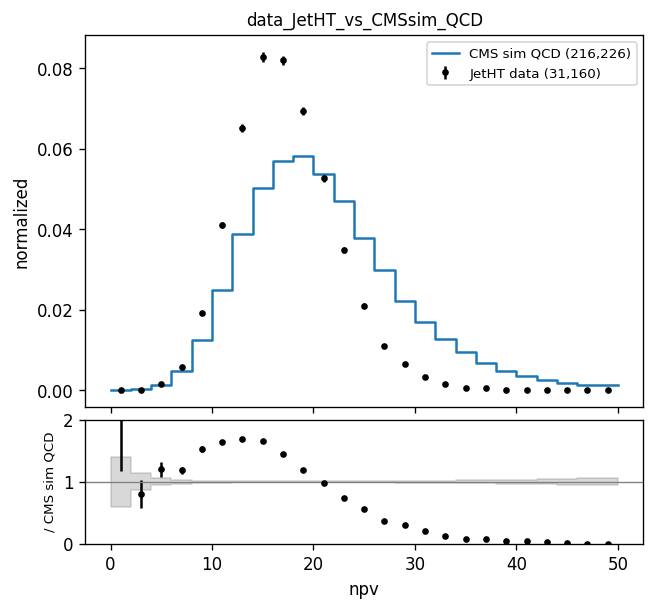 data_JetHT_vs_CMSsim_QCD
CMS sim QCD (216,226)
JetHT data (31,160)
normalized
0.08
0.06
0.04
0.02
0.00
/ CMS sim QCD
2
1
0
0 10 20 30 40 50
npv